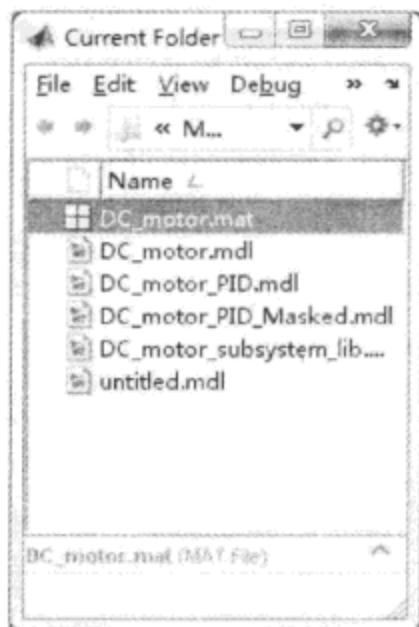 Current Folder
File Edit View Debug »
« M...
Name
DC_motor.mat
DC_motor.mdl
DC_motor_PID.mdl
DC_motor_PID_Masked.mdl
DC_motor_subsystem_lib....
untitled.mdl
DC_motor.mat (MAT File)